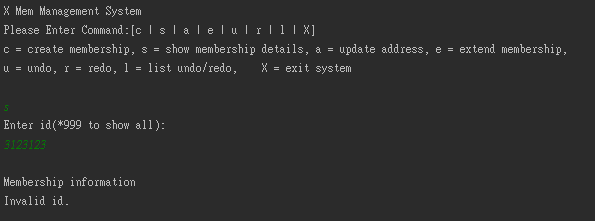 X Mem Management System
Please Enter Command:[c | s | a | e | u | r | l | X]
c = create membership, s = show membership details, a = update address, e = extend membership,
u = undo, r = redo, l = list undo/redo,    X = exit system
s
Enter id(*999 to show all):
3123123
Membership information
Invalid id.